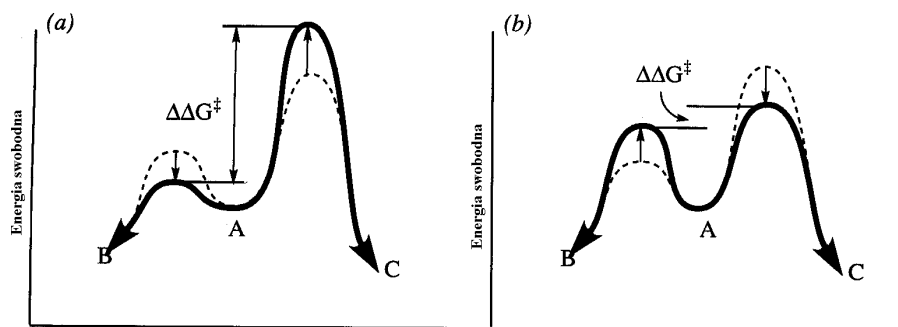 (a)
Energia swobodna
ΔΔG‡
B
A
C
(b)
Energia swobodna
ΔΔG‡
B
A
C